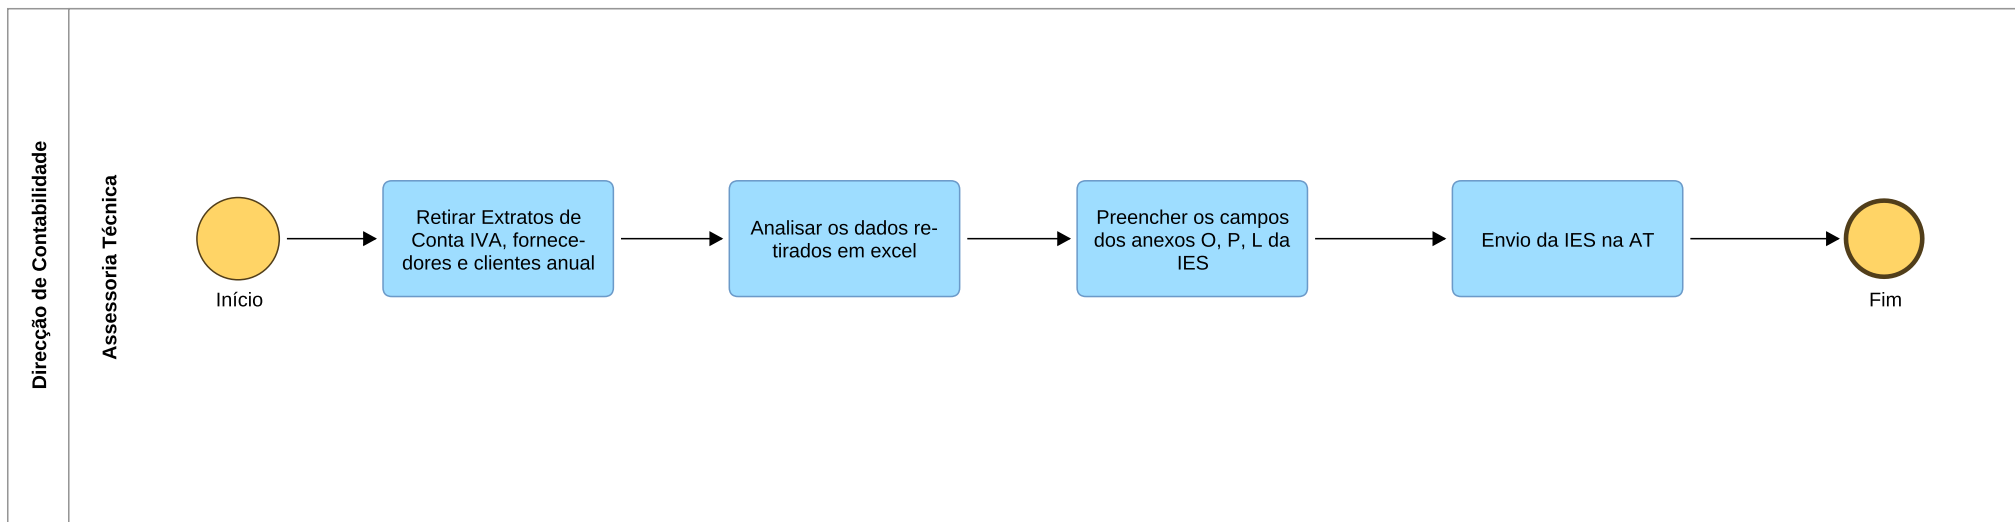 Direcção de Contabilidade
Assessoria Técnica
Início
Retirar Extratos de
Conta IVA, fornece-
dores e clientes anual
Analisar os dados re-
tirados em excel
Preencher os campos
dos anexos O, P, L da
IES
Envio da IES na AT
Fim